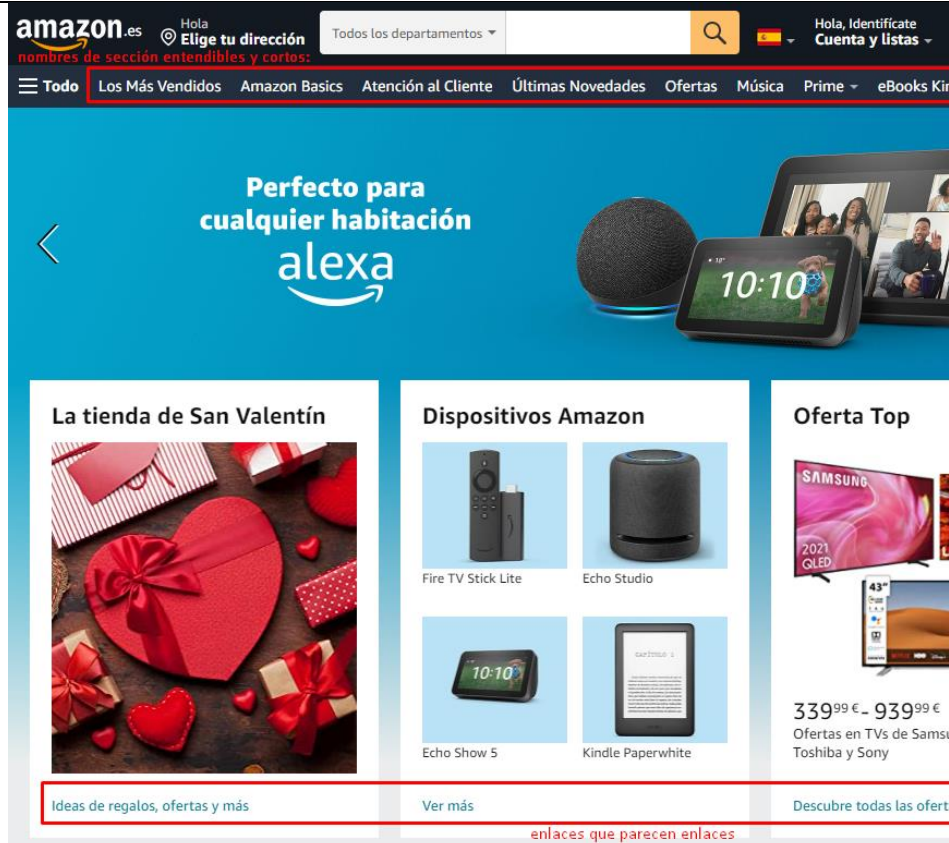 amazon.es
Hola
Elige tu dirección
Todos los departamentos
Hola, Identifícate
Cuenta y listas
nombres de sección entendibles y cortos:
Todo Los Más Vendidos Amazon Basics Atención al Cliente Últimas Novedades Ofertas Música Prime eBooks Kin
Perfecto para
cualquier habitación
alexa
10:10
La tienda de San Valentín
Dispositivos Amazon
Fire TV Stick Lite
Echo Studio
10:10
CAPÍTULO 1
Echo Show 5
Kindle Paperwhite
Oferta Top
SAMSUNG
2021
QLED
43"
33999 € - 93999 €
Ofertas en TVs de Samsu
Toshiba y Sony
Ideas de regalos, ofertas y más
Ver más
Descubre todas las ofert
enlaces que parecen enlaces